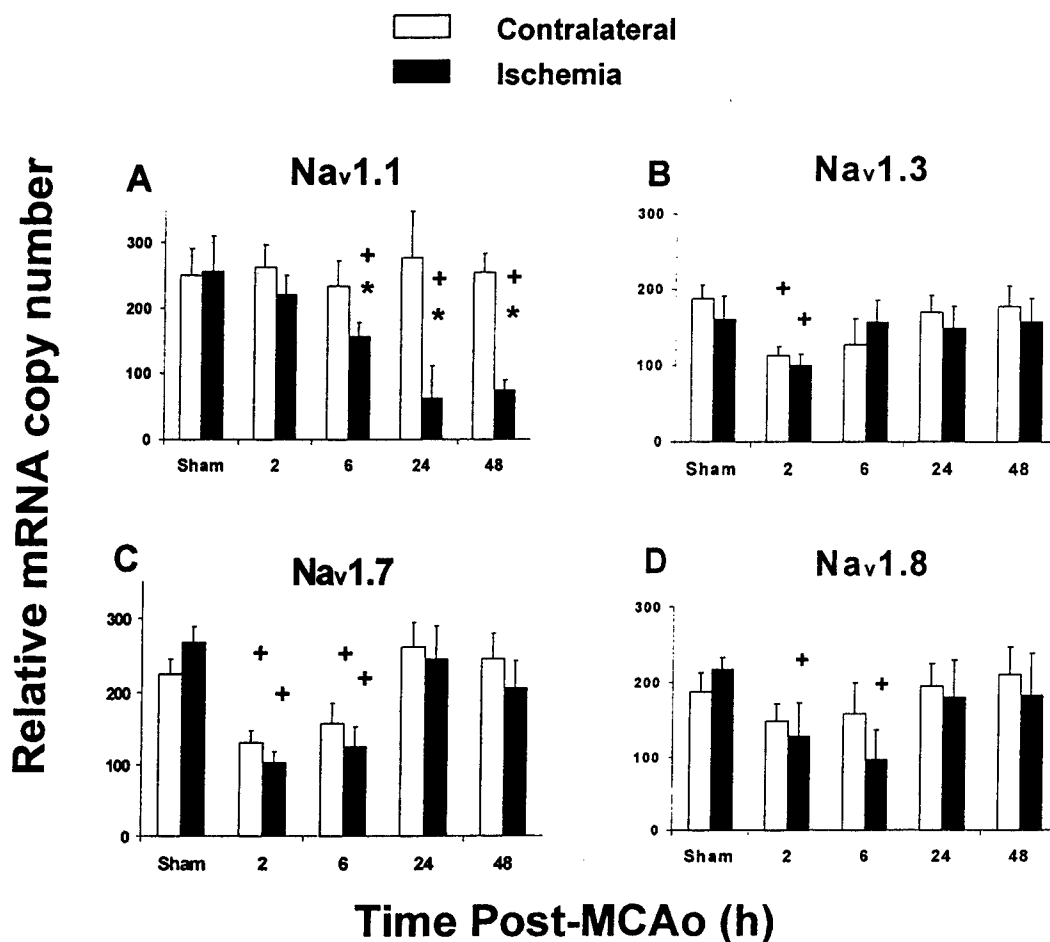 Contralateral
Ischemia
Relative mRNA copy number
A
Nav1.1
300
200
100
0
+
*
+
*
+
*
Sham 2 6 24 48
B
Nav1.3
300
200
100
0
+
+
Sham 2 6 24 48
C
Nav1.7
300
200
100
0
+
+
+
+
Sham 2 6 24 48
D
Nav1.8
300
200
100
0
+
+
Sham 2 6 24 48
Time Post-MCAo (h)